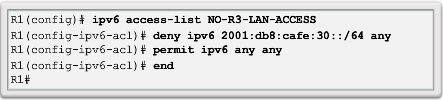 R1(config)# ipv6 access-list NO-R3-LAN-ACCESS
R1(config-ipv6-acl)# deny ipv6 2001:db8:cafe:30::/64 any
R1(config-ipv6-acl)# permit ipv6 any any
R1(config-ipv6-acl)# end
R1#